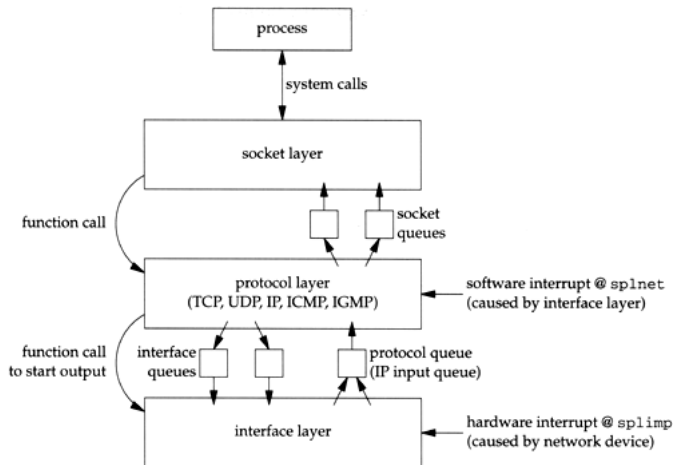 process
system calls
socket layer
function call
socket
queues
protocol layer
(TCP, UDP, IP, ICMP, IGMP)
software interrupt @ splnet
(caused by interface layer)
function call
to start output
interface
queues
protocol queue
(IP input queue)
interface layer
hardware interrupt @ splimp
(caused by network device)